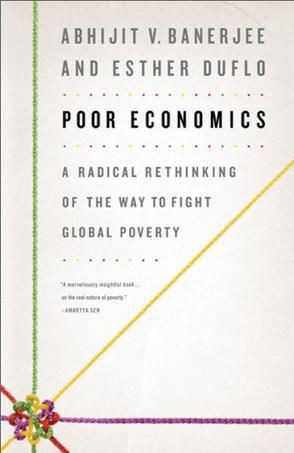 ABHIJIT V. BANERJEE
AND ESTHER DUFLO
POOR ECONOMICS
A RADICAL RETHINKING
OF THE WAY TO FIGHT
GLOBAL POVERTY
"A marvellously insightful book...
on the real nature of poverty."
—AMARTYA SEN